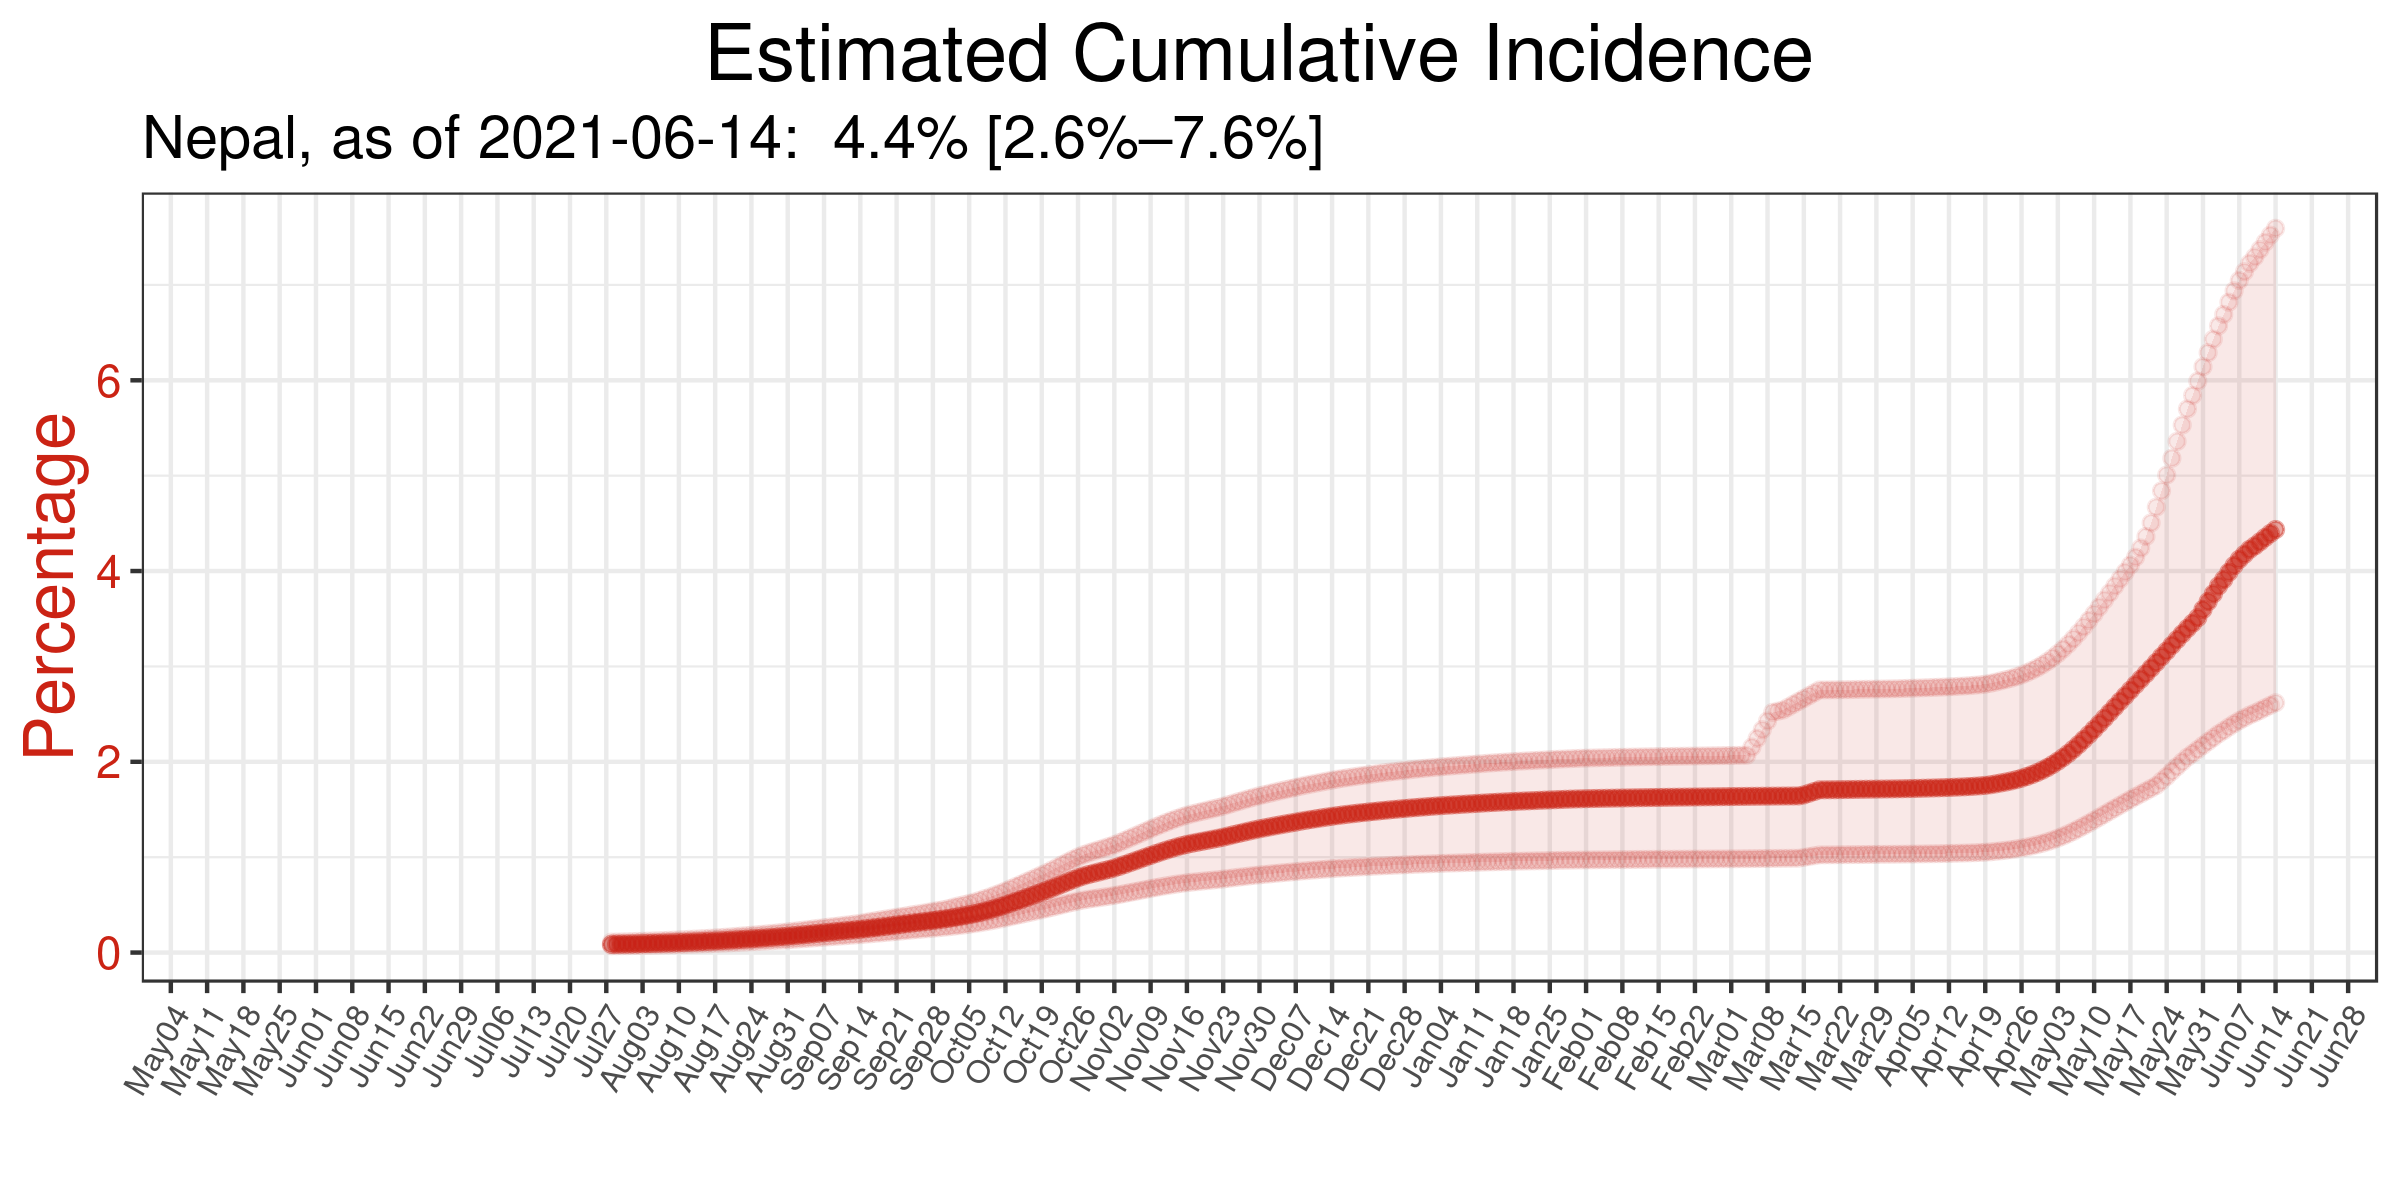 Estimated Cumulative Incidence
Nepal, as of 2021-06-14:  4.4% [2.6%–7.6%]
Percentage
6
4
2
0
May04
May11
May18
May25
Jun01
Jun08
Jun15
Jun22
Jun29
Jul06
Jul13
Jul20
Jul27
Aug03
Aug10
Aug17
Aug24
Aug31
Sep07
Sep14
Sep21
Sep28
Oct05
Oct12
Oct19
Oct26
Nov02
Nov09
Nov16
Nov23
Nov30
Dec07
Dec14
Dec21
Dec28
Jan04
Jan11
Jan18
Jan25
Feb01
Feb08
Feb15
Feb22
Mar01
Mar08
Mar15
Mar22
Mar29
Apr05
Apr12
Apr19
Apr26
May03
May10
May17
May24
May31
Jun07
Jun14
Jun21
Jun28